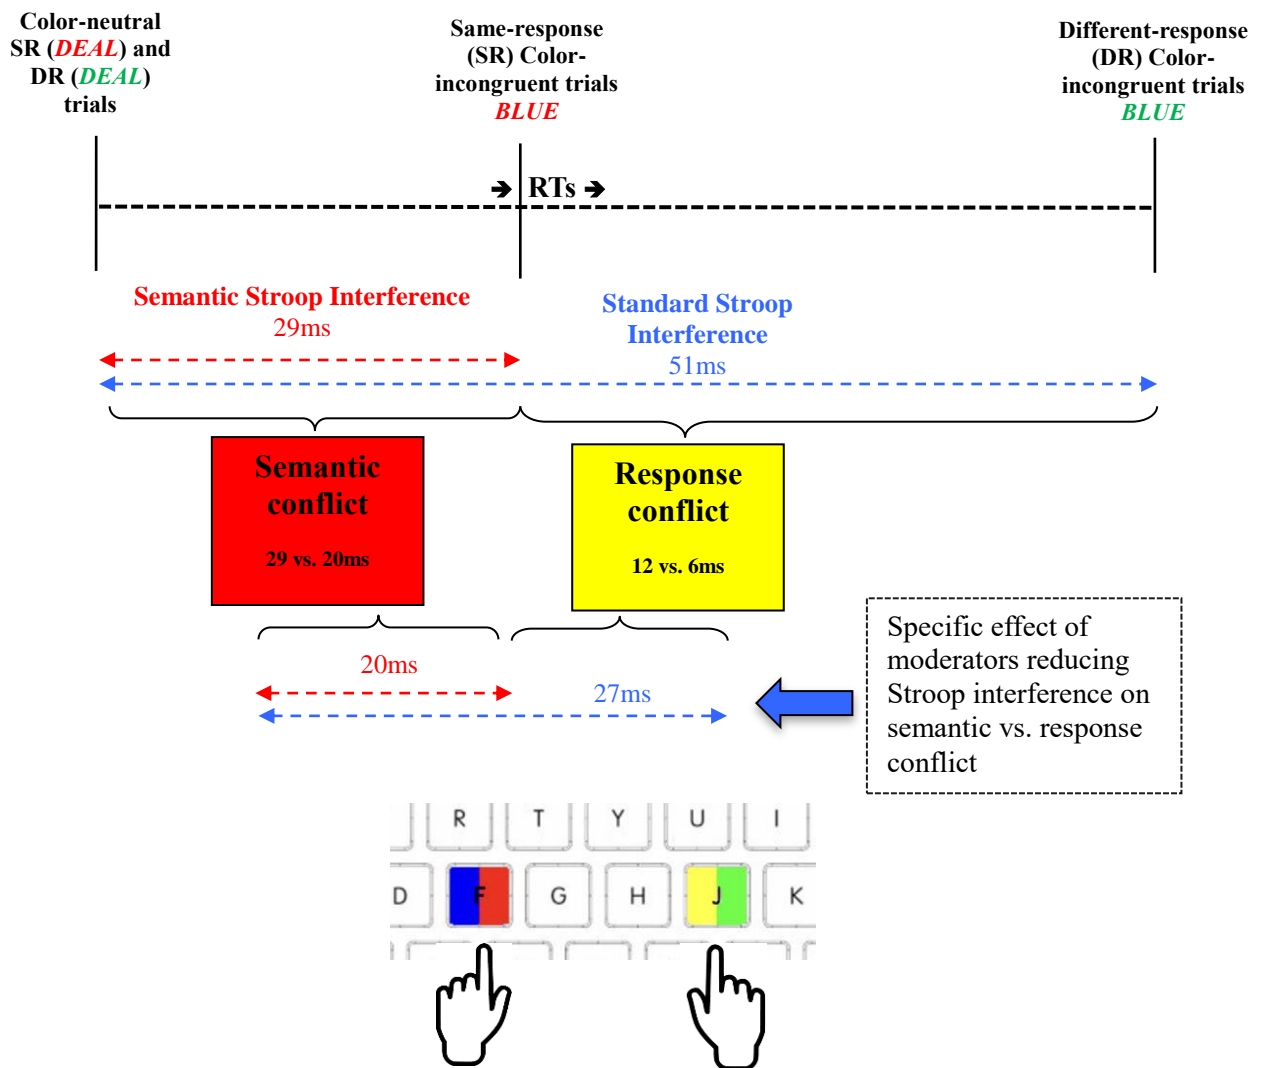 Color-neutral
SR (DEAL) and
DR (DEAL)
trials
Same-response
(SR) Color-
incongruent trials
BLUE
Different-response
(DR) Color-
incongruent trials
BLUE
➔ RTs ➔
Semantic Stroop Interference
29ms
Standard Stroop
Interference
51ms
Semantic
conflict
29 vs. 20ms
Response
conflict
12 vs. 6ms
20ms
27ms
Specific effect of
moderators reducing
Stroop interference on
semantic vs. response
conflict
R T Y U I
D F G H J K